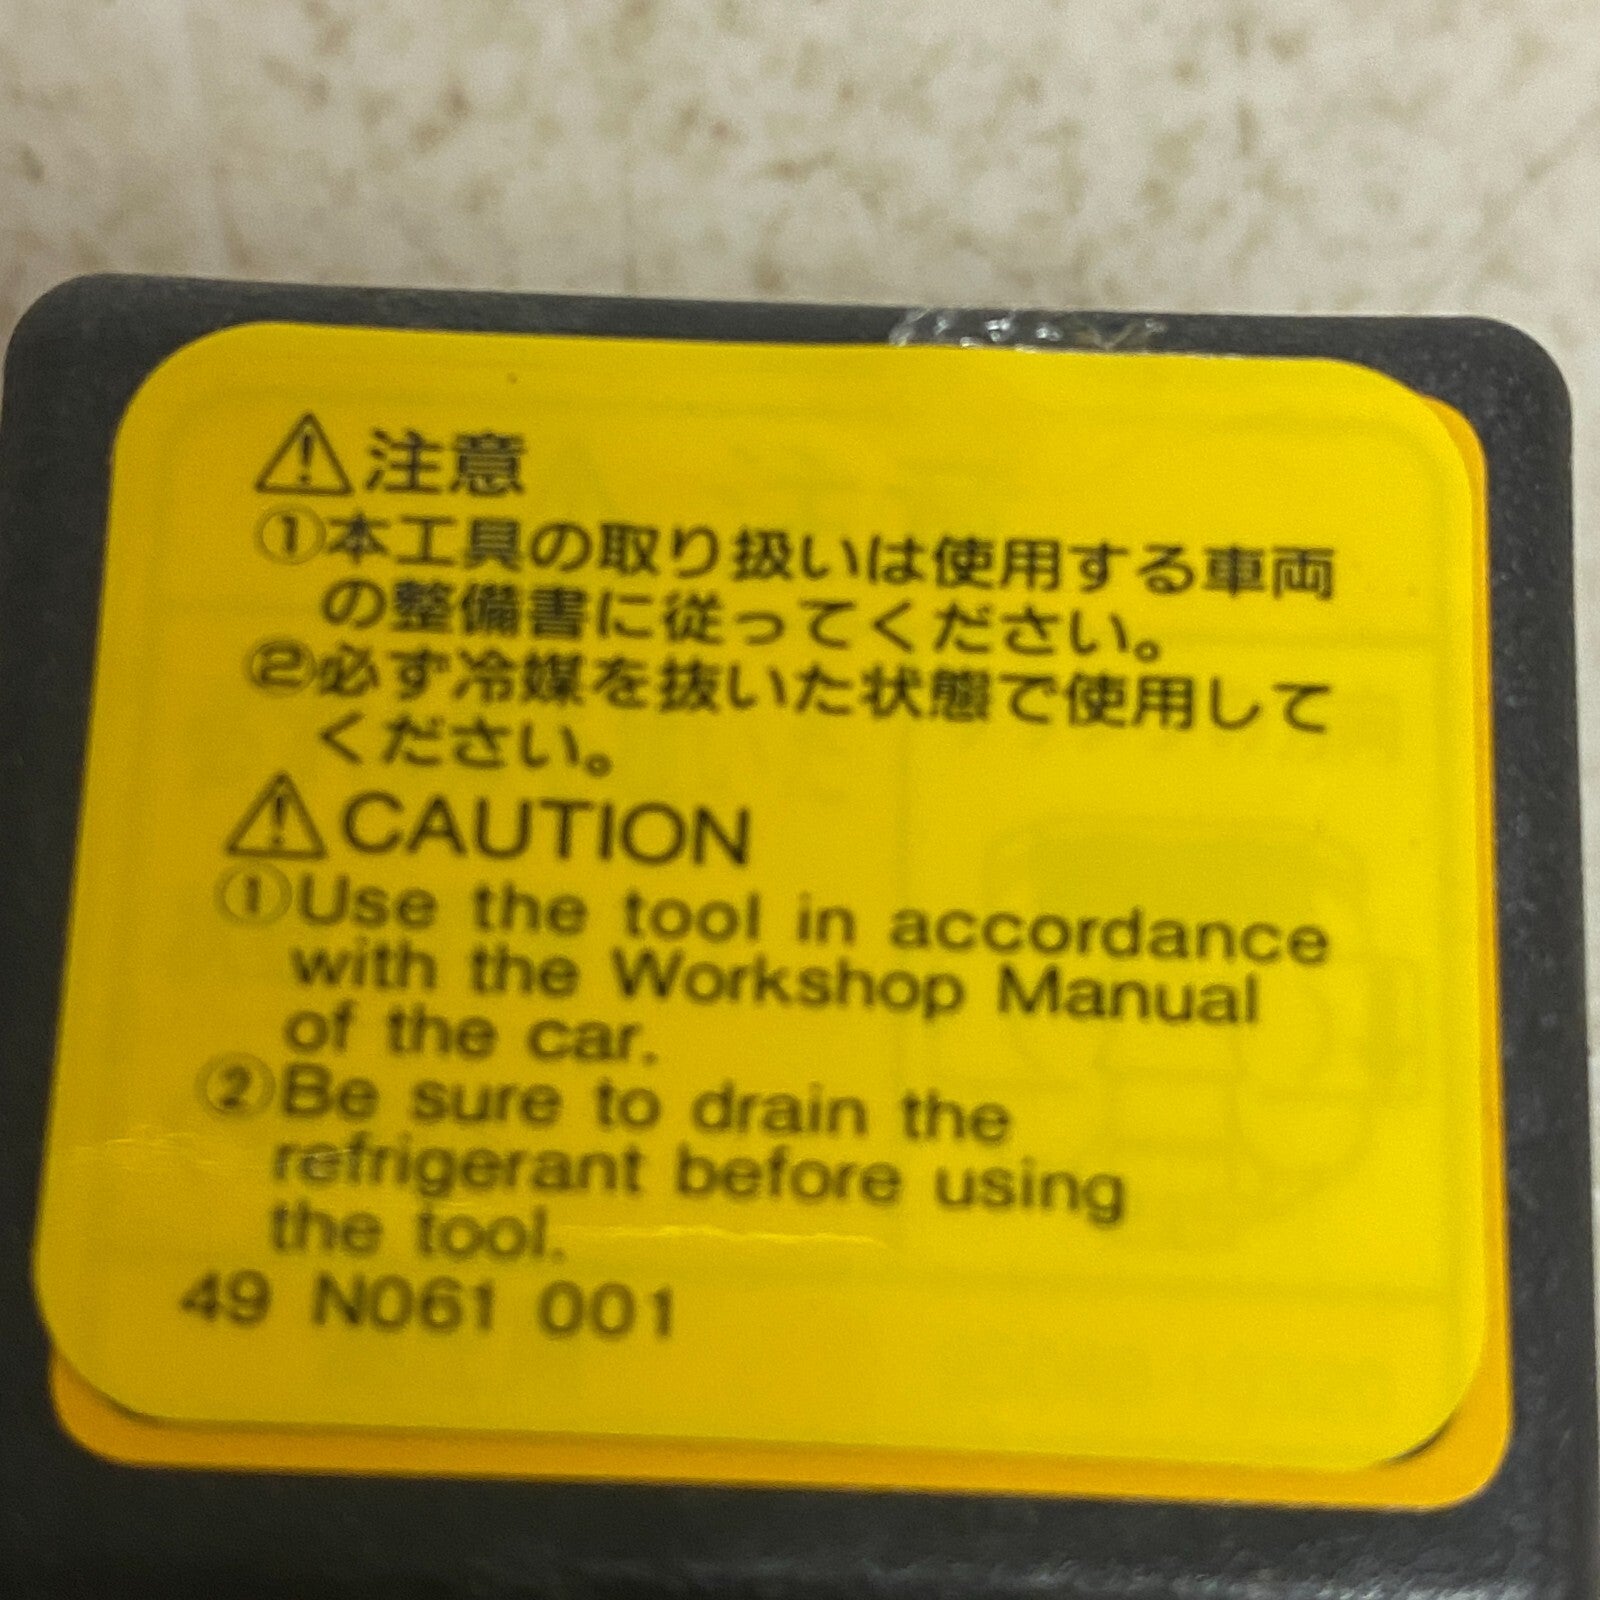 ⚠注意
①本工具の取り扱いは使用する車両
の整備書に従ってください。
②必ず冷媒を抜いた状態で使用して
ください。
⚠CAUTION
①Use the tool in accordance
with the Workshop Manual
of the car.
②Be sure to drain the
refrigerant before using
the tool.
49 N061 001